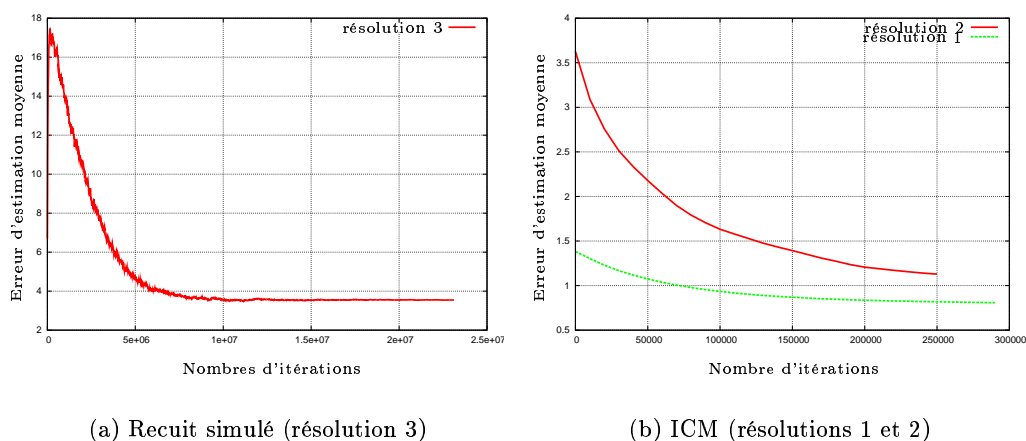 résolution 3
Erreur d'estimation moyenne
18
16
14
12
10
8
6
4
2
0
5e+06
1e+07
1.5e+07
2e+07
2.5e+07
Nombres d'itérations
(a) Recuit simulé (résolution 3)
résolution 2
résolution 1
Erreur d'estimation moyenne
4
3.5
3
2.5
2
1.5
1
0.5
0
50000
100000
150000
200000
250000
300000
Nombre d'itérations
(b) ICM (résolutions 1 et 2)